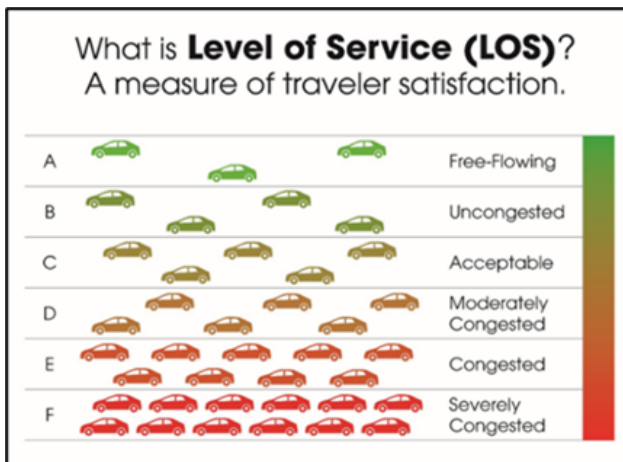 What is Level of Service (LOS)?
A measure of traveler satisfaction.
A Free-Flowing
B Uncongested
C Acceptable
D Moderately
Congested
E Congested
F Severely
Congested